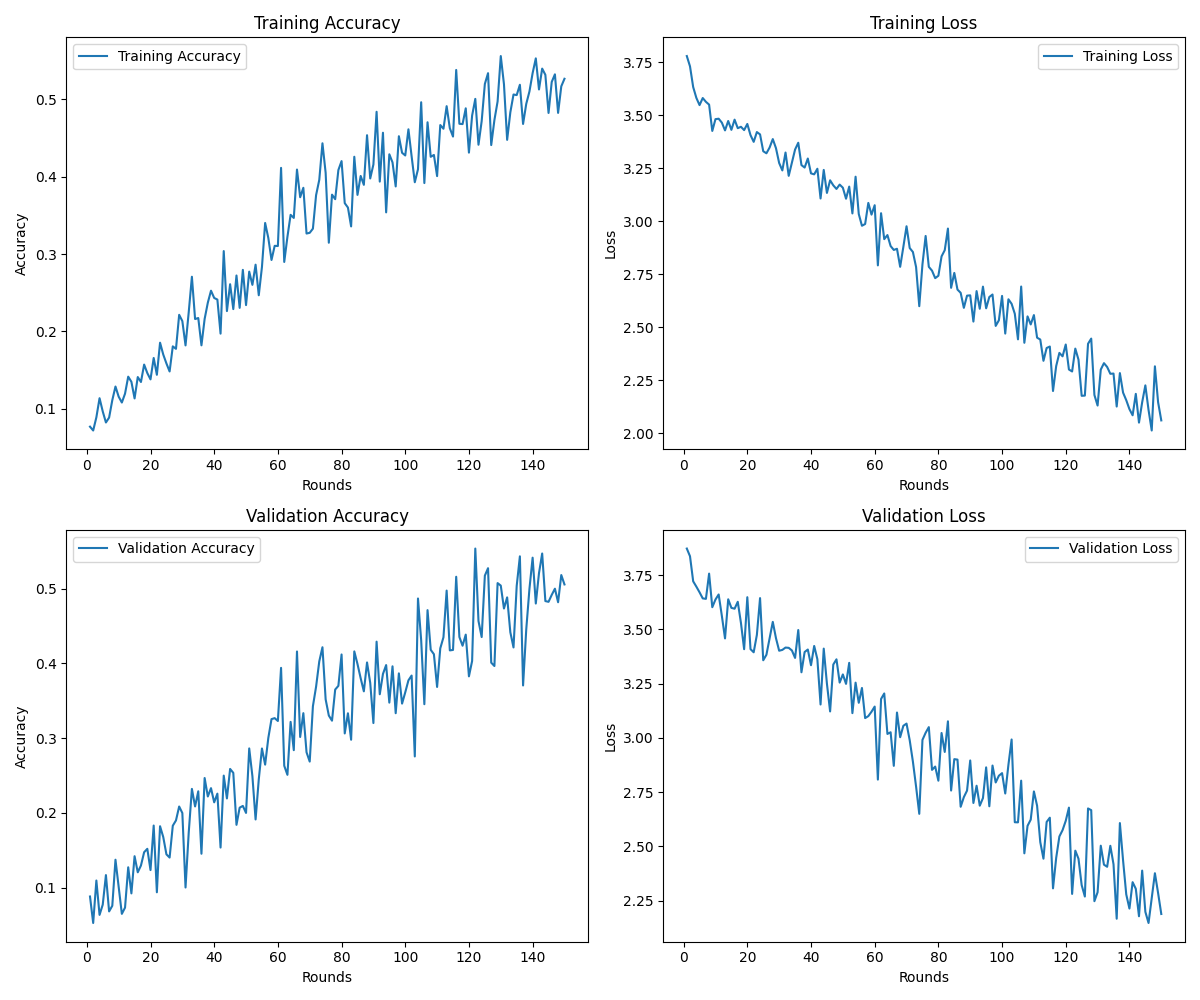 Training Accuracy
Training Accuracy
0.5
0.4
0.3
0.2
0.1
Accuracy
0 20 40 60 80 100 120 140
Rounds
Training Loss
Training Loss
3.75
3.50
3.25
3.00
2.75
2.50
2.25
2.00
Loss
0 20 40 60 80 100 120 140
Rounds
Validation Accuracy
Validation Accuracy
0.5
0.4
0.3
0.2
0.1
Accuracy
0 20 40 60 80 100 120 140
Rounds
Validation Loss
Validation Loss
3.75
3.50
3.25
3.00
2.75
2.50
2.25
Loss
0 20 40 60 80 100 120 140
Rounds